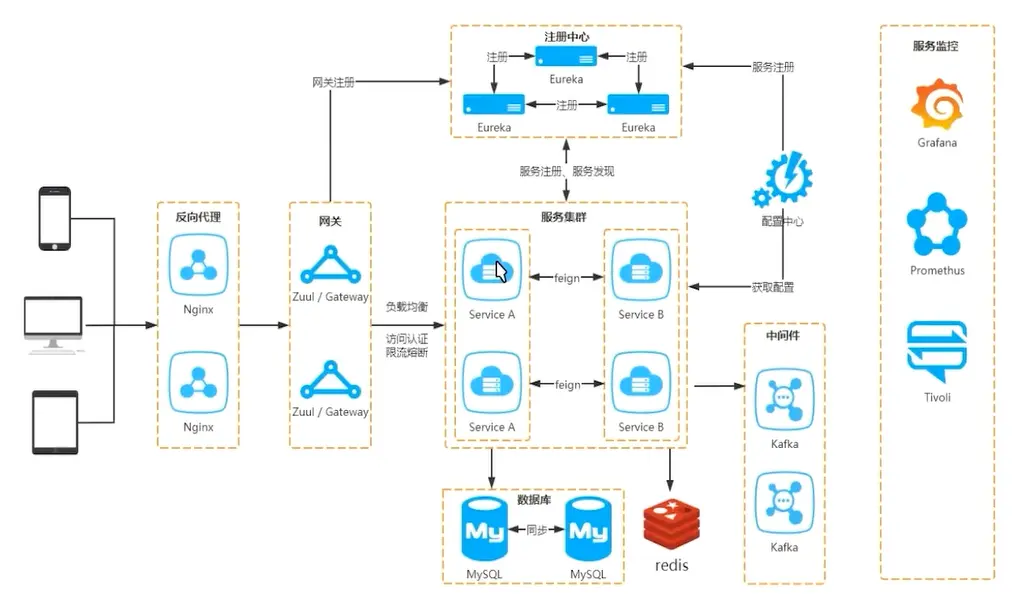 注册中心
注册
注册
Eureka
注册
Eureka
Eureka
网关注册
服务注册
服务监控
Grafana
Promethus
Tivoli
服务注册、服务发现
配置中心
获取配置
反向代理
Nginx
Nginx
网关
Zuul / Gateway
Zuul / Gateway
负载均衡
访问认证
限流熔断
服务集群
Service A
feign
Service B
Service A
feign
Service B
中间件
Kafka
Kafka
数据库
My
同步
My
MySQL
MySQL
redis